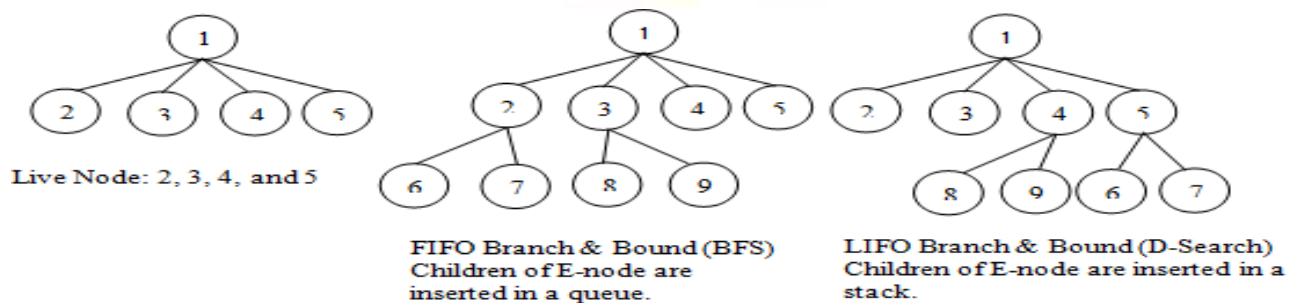 1
2 3 4 5
Live Node: 2, 3, 4, and 5
1
2 3 4 5
6 7 8 9
FIFO Branch & Bound (BFS)
Children of E-node are
inserted in a queue.
1
2 3 4 5
8 9 6 7
LIFO Branch & Bound (D-Search)
Children of E-node are inserted in a
stack.